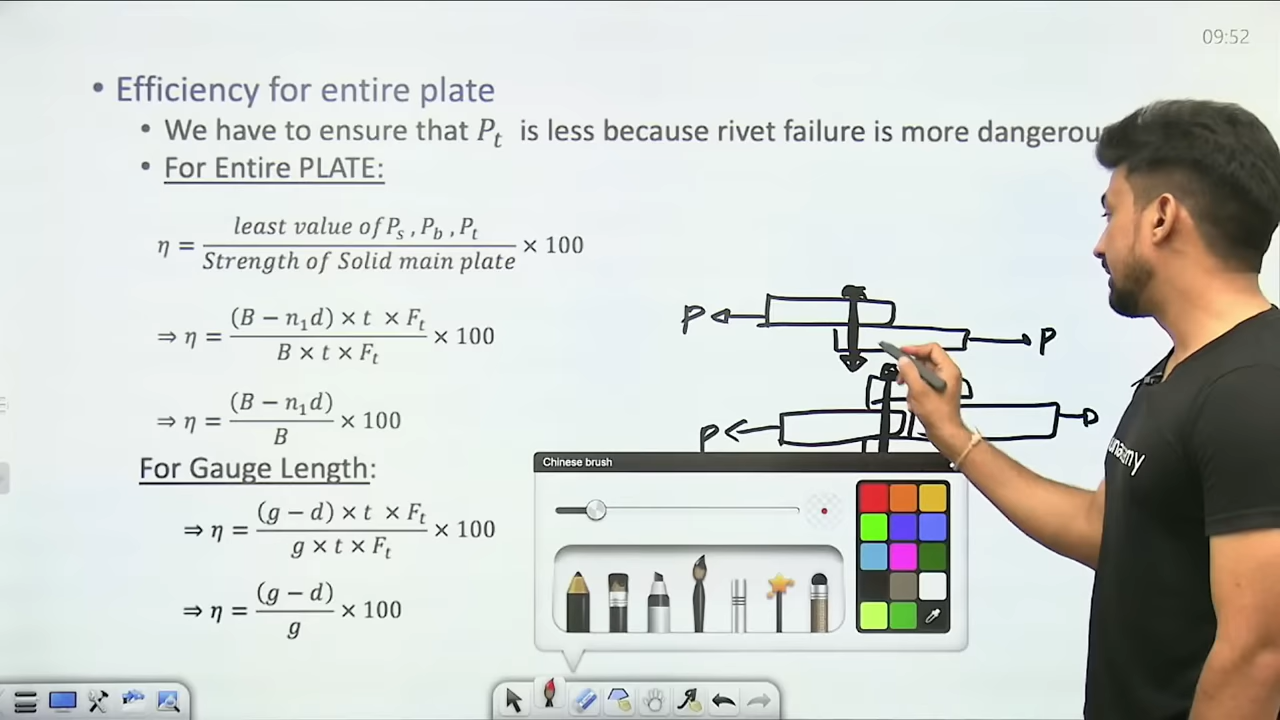 09:52
• Efficiency for entire plate
• We have to ensure that Pₜ is less because rivet failure is more dangerou
• For Entire PLATE:
η = least value of Pₛ , P_b , Pₜ / Strength of Solid main plate × 100
⇒ η = (B − n₁d) × t × Fₜ / B × t × Fₜ × 100
⇒ η = (B − n₁d) / B × 100
For Gauge Length:
⇒ η = (g − d) × t × Fₜ / g × t × Fₜ × 100
⇒ η = (g − d) / g × 100
P P
P P
Chinese brush